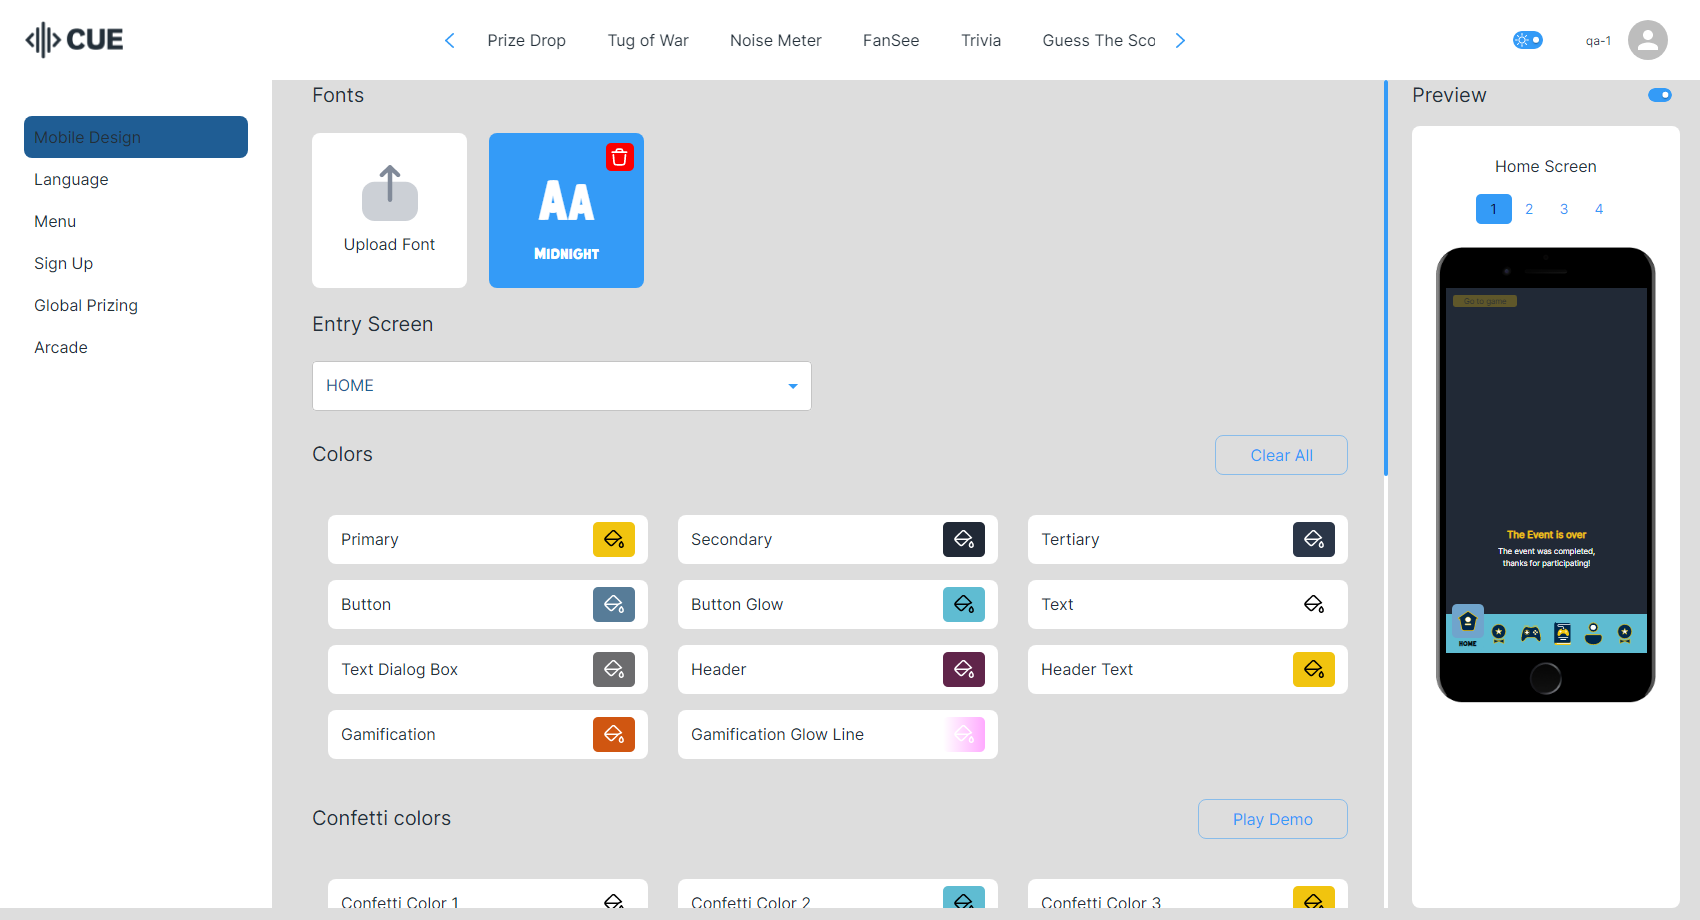 CUE
Prize Drop
Tug of War
Noise Meter
FanSee
Trivia
Guess The Sco
qa-1
Mobile Design
Language
Menu
Sign Up
Global Prizing
Arcade
Fonts
Upload Font
AA
MIDNIGHT
Entry Screen
HOME
Colors
Clear All
Primary
Secondary
Tertiary
Button
Button Glow
Text
Text Dialog Box
Header
Header Text
Gamification
Gamification Glow Line
Confetti colors
Play Demo
Confetti Color 1
Confetti Color 2
Confetti Color 3
Preview
Home Screen
1 2 3 4
Go to game
The Event is over
The event was completed,
thanks for participating!
HOME